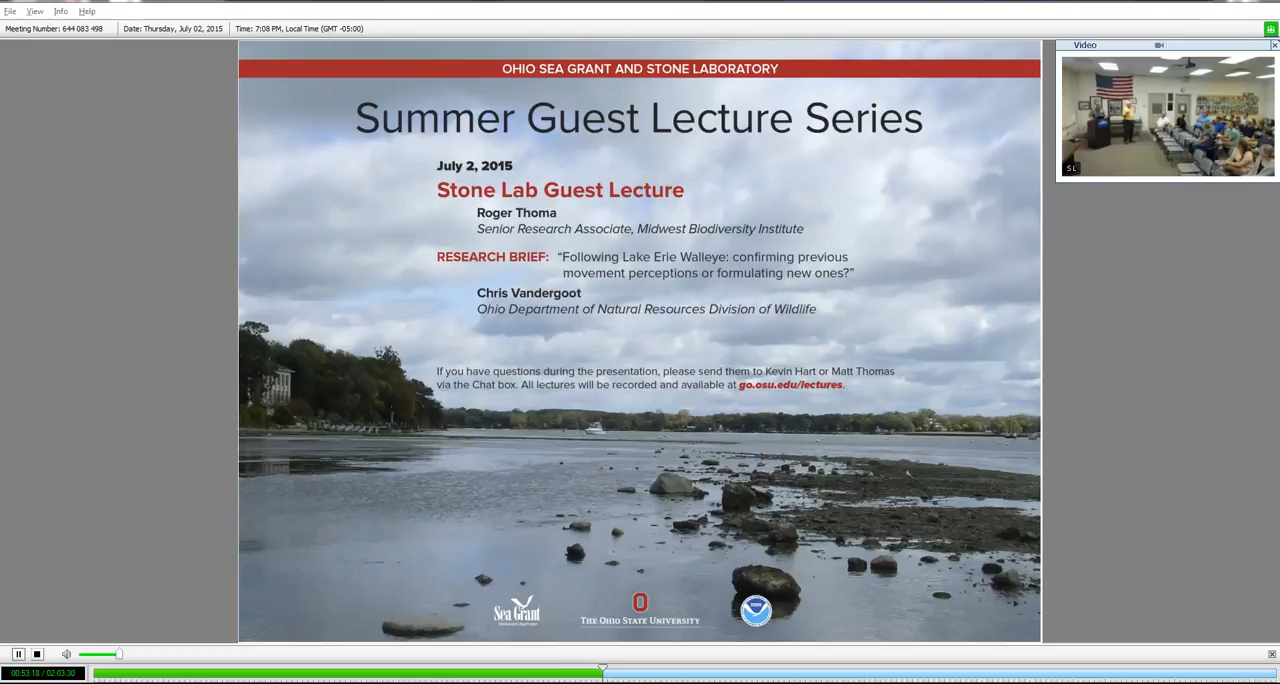 File View Info Help
Meeting Number: 644 083 498 Date: Thursday, July 02, 2015 Time: 7:08 PM, Local Time (GMT -05:00)
Video
OHIO SEA GRANT AND STONE LABORATORY
Summer Guest Lecture Series
July 2, 2015
Stone Lab Guest Lecture
Roger Thoma
Senior Research Associate, Midwest Biodiversity Institute
RESEARCH BRIEF: “Following Lake Erie Walleye: confirming previous
movement perceptions or formulating new ones?”
Chris Vandergoot
Ohio Department of Natural Resources Division of Wildlife
If you have questions during the presentation, please send them to Kevin Hart or Matt Thomas
via the Chat box. All lectures will be recorded and available at go.osu.edu/lectures.
SL
Sea Grant
THE OHIO STATE UNIVERSITY
00:53:18 / 02:03:30